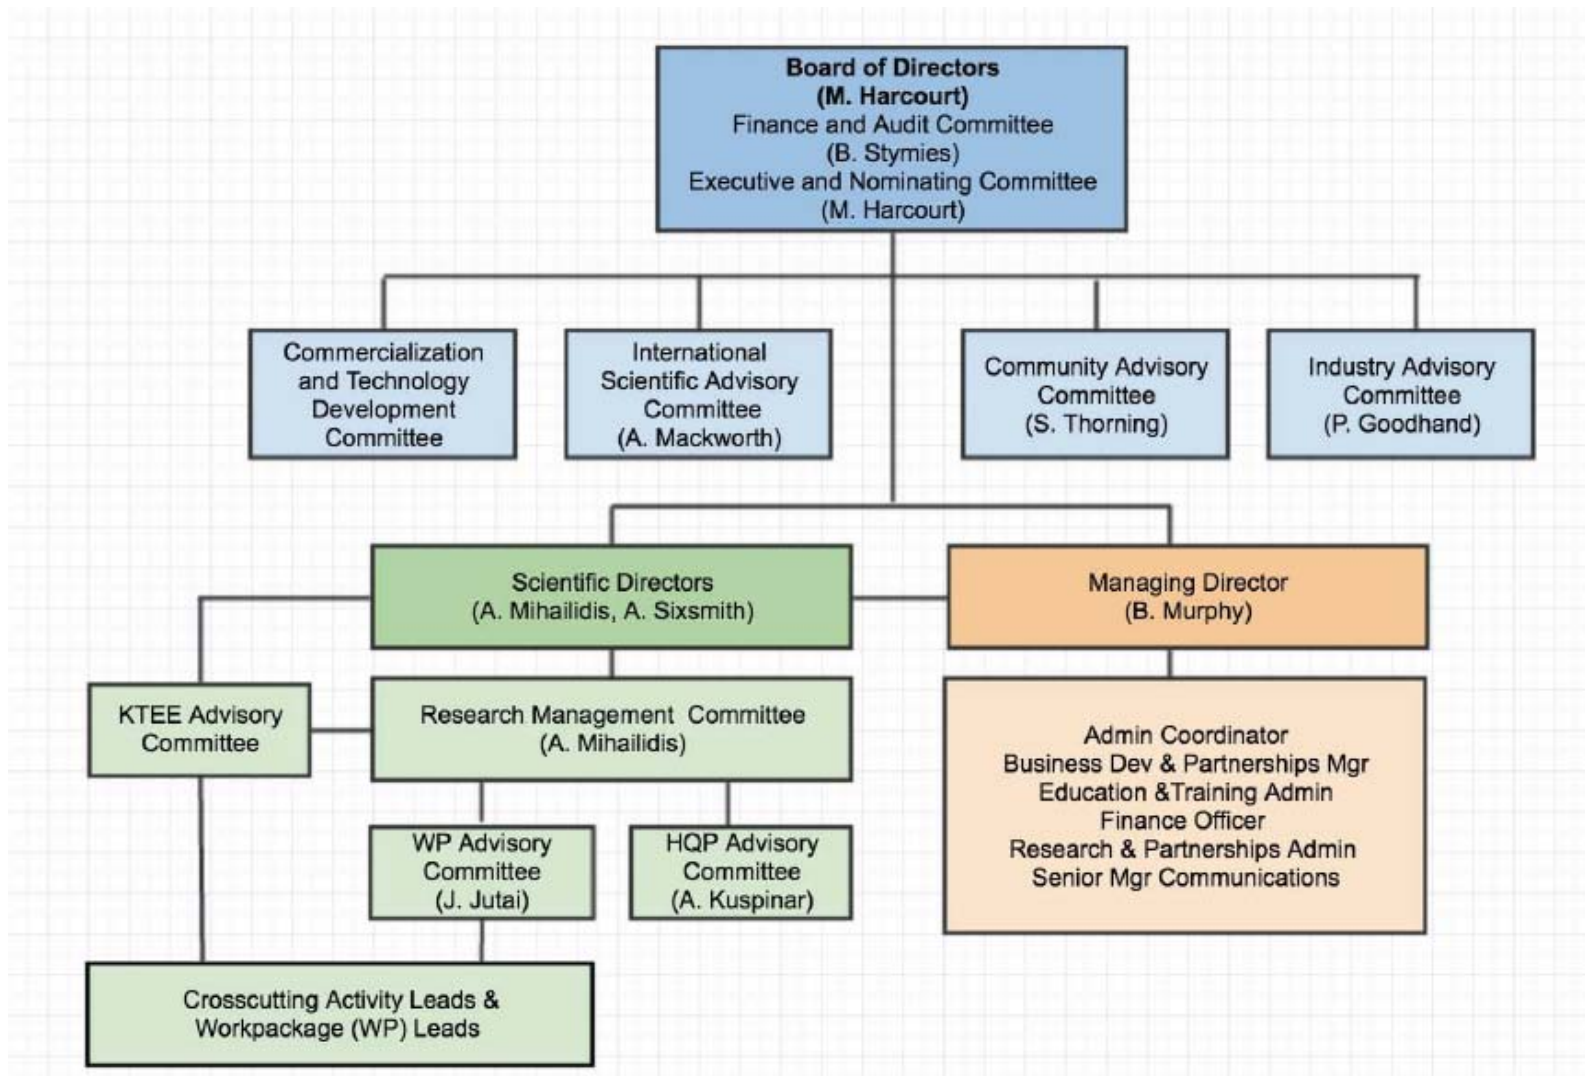 Board of Directors
(M. Harcourt)
Finance and Audit Committee
(B. Stymies)
Executive and Nominating Committee
(M. Harcourt)
Commercialization
and Technology
Development
Committee
International
Scientific Advisory
Committee
(A. Mackworth)
Community Advisory
Committee
(S. Thorning)
Industry Advisory
Committee
(P. Goodhand)
Scientific Directors
(A. Mihailidis, A. Sixsmith)
Managing Director
(B. Murphy)
KTEE Advisory
Committee
Research Management Committee
(A. Mihailidis)
Admin Coordinator
Business Dev & Partnerships Mgr
Education &Training Admin
Finance Officer
Research & Partnerships Admin
Senior Mgr Communications
WP Advisory
Committee
(J. Jutai)
HQP Advisory
Committee
(A. Kuspinar)
Crosscutting Activity Leads &
Workpackage (WP) Leads